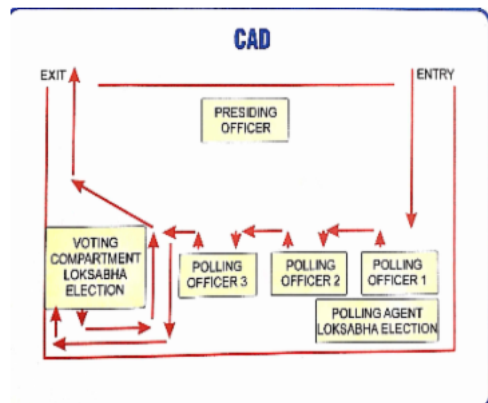 CAD
EXIT
ENTRY
PRESIDING
OFFICER
VOTING
COMPARTMENT
LOKSABHA
ELECTION
POLLING
OFFICER 3
POLLING
OFFICER 2
POLLING
OFFICER 1
POLLING AGENT
LOKSABHA ELECTION